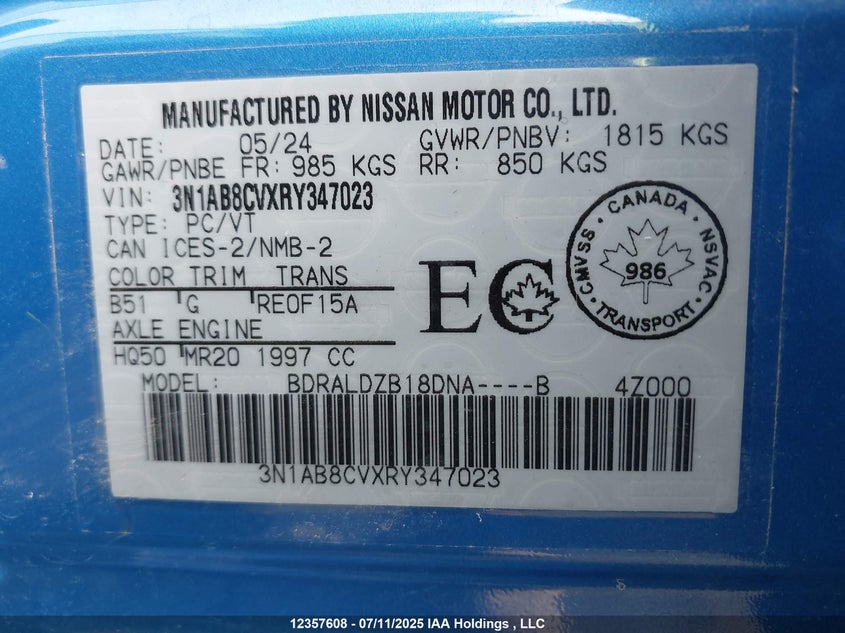 MANUFACTURED BY NISSAN MOTOR CO., LTD.
DATE: 05/24 GVWR/PNBV: 1815 KGS
GAWR/PNBE FR: 985 KGS RR: 850 KGS
VIN: 3N1AB8CVXRY347023
TYPE: PC/VT
CAN ICES-2/NMB-2
COLOR TRIM TRANS
B51 G RE0F15A
AXLE ENGINE
HQ50 MR20 1997 CC
EC
CANADA
CMVSS · NSVAC
986
TRANSPORT
MODEL: BDRALDZB18DNA----B 4Z000
3N1AB8CVXRY347023
12357608 - 07/11/2025 IAA Holdings , LLC